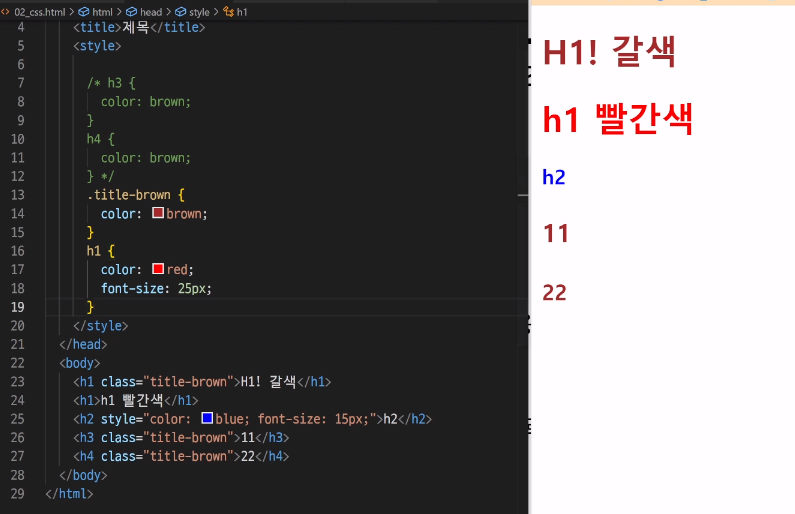 02_css.html > html > head > style > h1
4 <title>제목</title>
5 <style>
6
7 /* h3 {
8 color: brown;
9 }
10 h4 {
11 color: brown;
12 } */
13 .title-brown {
14 color: brown;
15 }
16 h1 {
17 color: red;
18 font-size: 25px;
19 }
20 </style>
21 </head>
22 <body>
23 <h1 class="title-brown">H1! 갈색</h1>
24 <h1>h1 빨간색</h1>
25 <h2 style="color: blue; font-size: 15px;">h2</h2>
26 <h3 class="title-brown">11</h3>
27 <h4 class="title-brown">22</h4>
28 </body>
29 </html>
H1! 갈색
h1 빨간색
h2
11
22